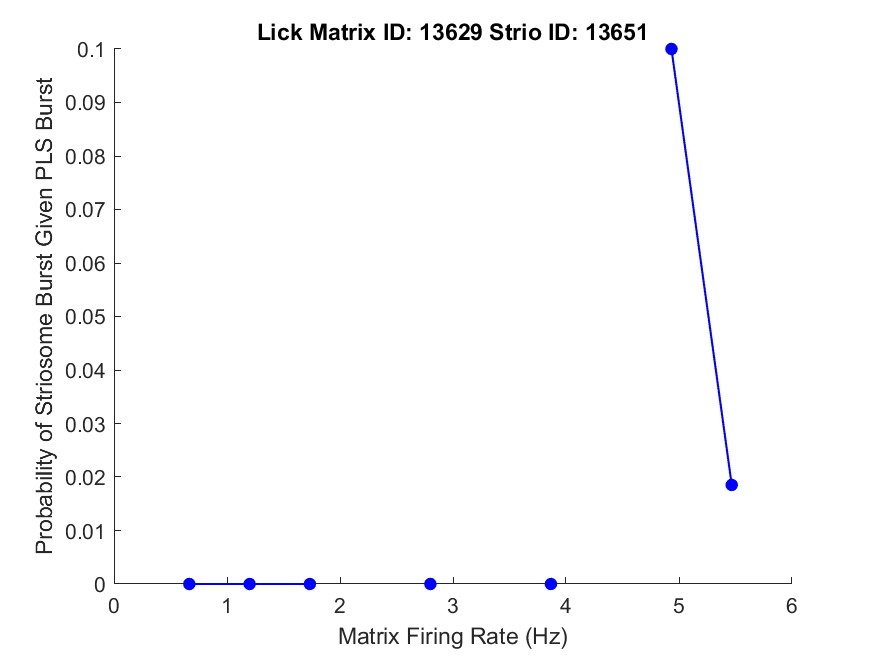 Lick Matrix ID: 13629 Strio ID: 13651
Probability of Striosome Burst Given PLS Burst
0.1
0.09
0.08
0.07
0.06
0.05
0.04
0.03
0.02
0.01
0
0 1 2 3 4 5 6
Matrix Firing Rate (Hz)